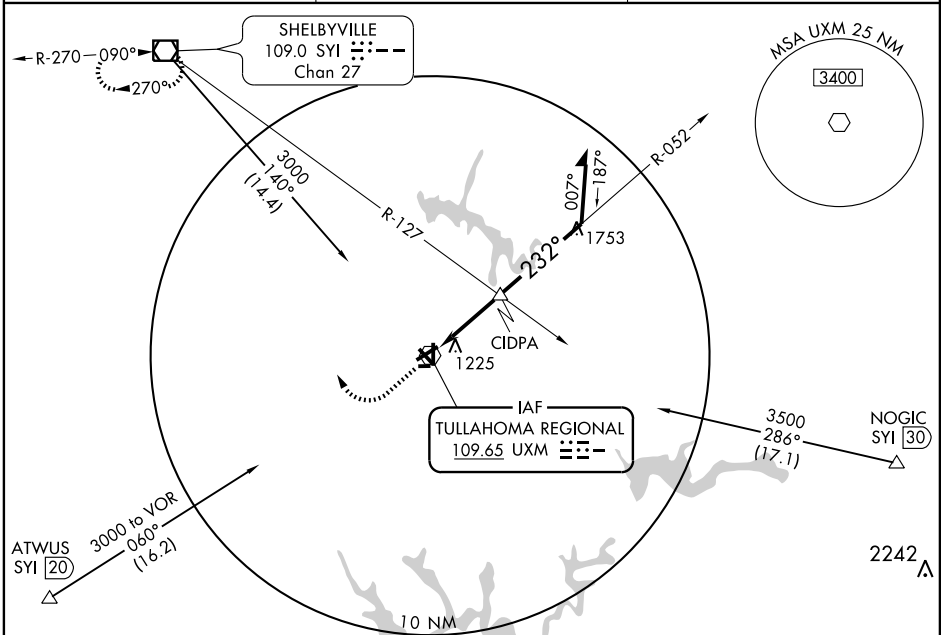 SHELBYVILLE
109.0 SYI
Chan 27
R-270
090°
270°
MSA UXM 25 NM
3400
3000
140°
(14.4)
R-127
R-052
007°
187°
1753
232°
CIDPA
1225
IAF
TULLAHOMA REGIONAL
109.65 UXM
3500
286°
(17.1)
NOGIC
SYI 30
3000 to VOR
060°
(16.2)
ATWUS
SYI 20
2242
10 NM